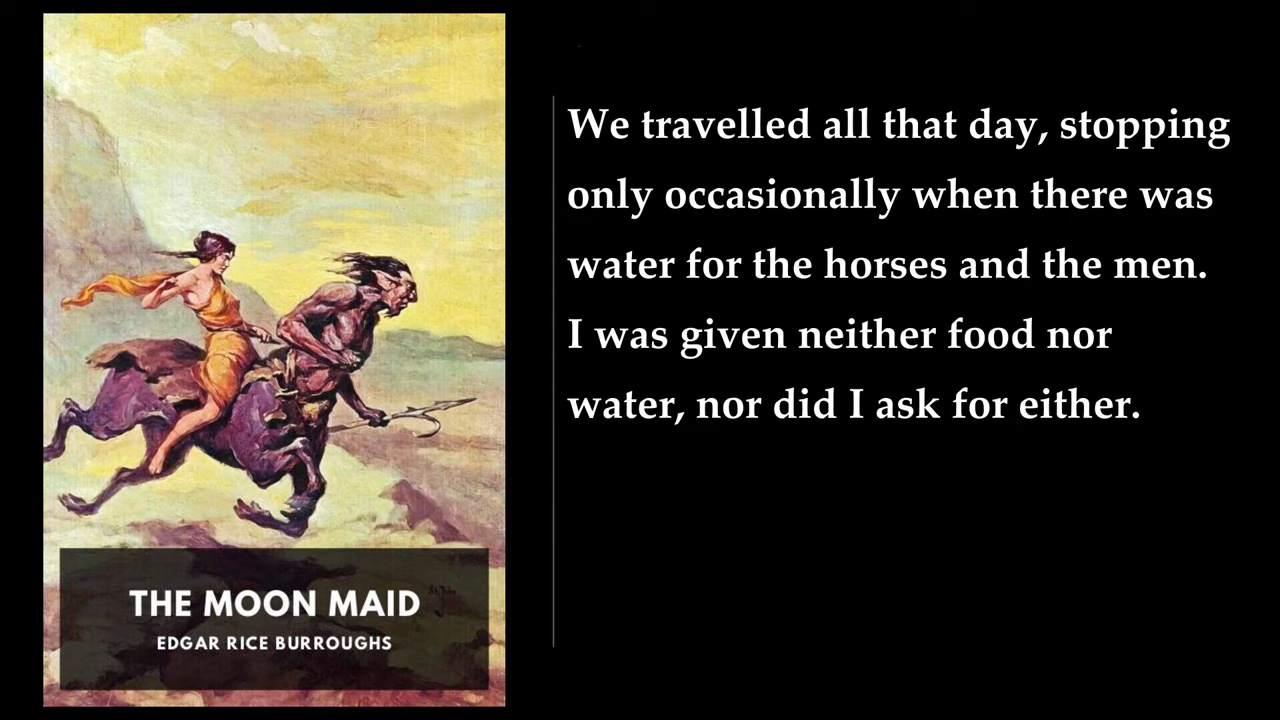 We travelled all that day, stopping
only occasionally when there was
water for the horses and the men.
I was given neither food nor
water, nor did I ask for either.
THE MOON MAID
EDGAR RICE BURROUGHS